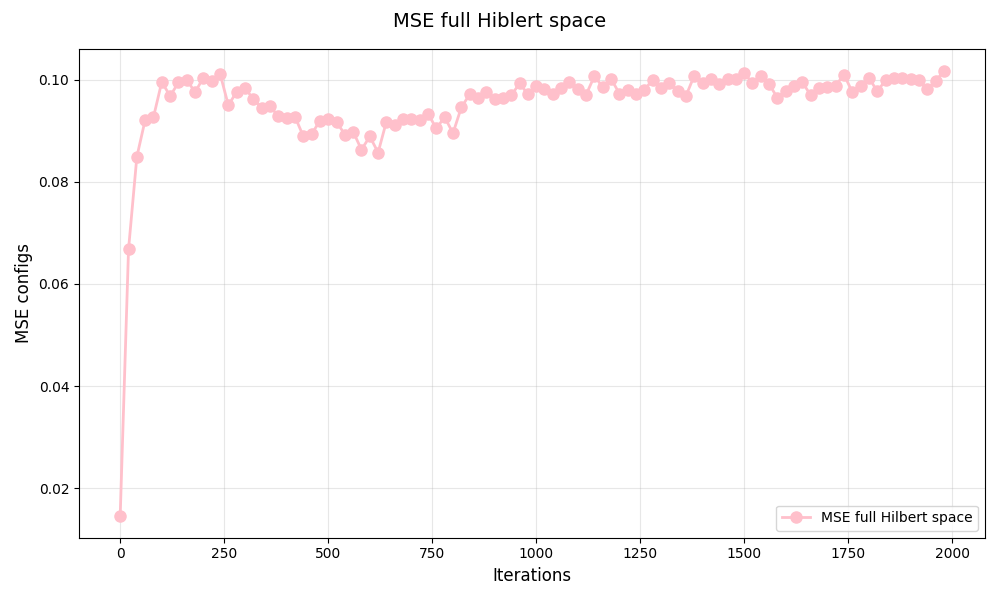 MSE full Hiblert space
0.10
0.08
0.06
0.04
0.02
MSE configs
MSE full Hilbert space
0 250 500 750 1000 1250 1500 1750 2000
Iterations